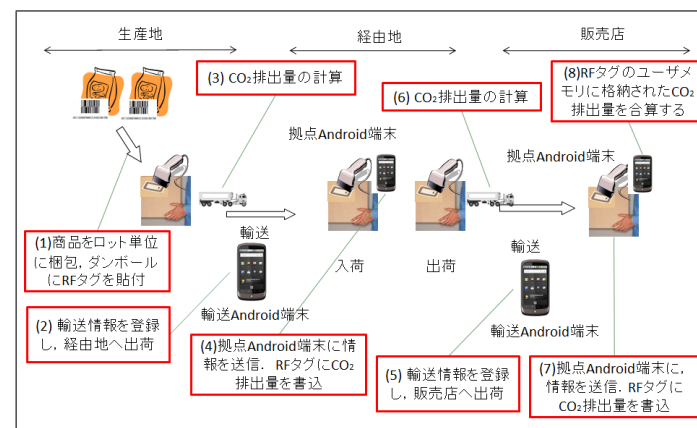 生産地
経由地
販売店
(3) CO₂排出量の計算
(6) CO₂排出量の計算
(8)RFタグのユーザメ
モリに格納されたCO₂
排出量を合算する
拠点Android端末
拠点Android端末
(1)商品をロット単位
に梱包, ダンボール
にRFタグを貼付
輸送
入荷
出荷
輸送
(2) 輸送情報を登録
し, 経由地へ出荷
輸送Android端末
輸送Android端末
(4)拠点Android端末に情
報を送信. RFタグにCO₂
排出量を書込
(5) 輸送情報を登録
し, 販売店へ出荷
(7)拠点Android端末に,
情報を送信. RFタグに
CO₂排出量を書込